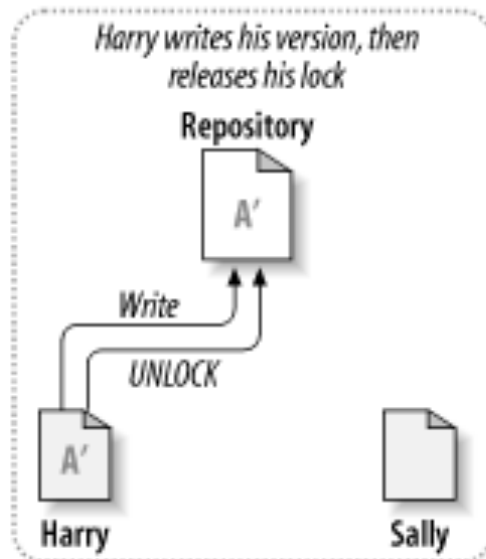 Harry writes his version, then
releases his lock
Repository
A′
Write
UNLOCK
A′
Harry
Sally